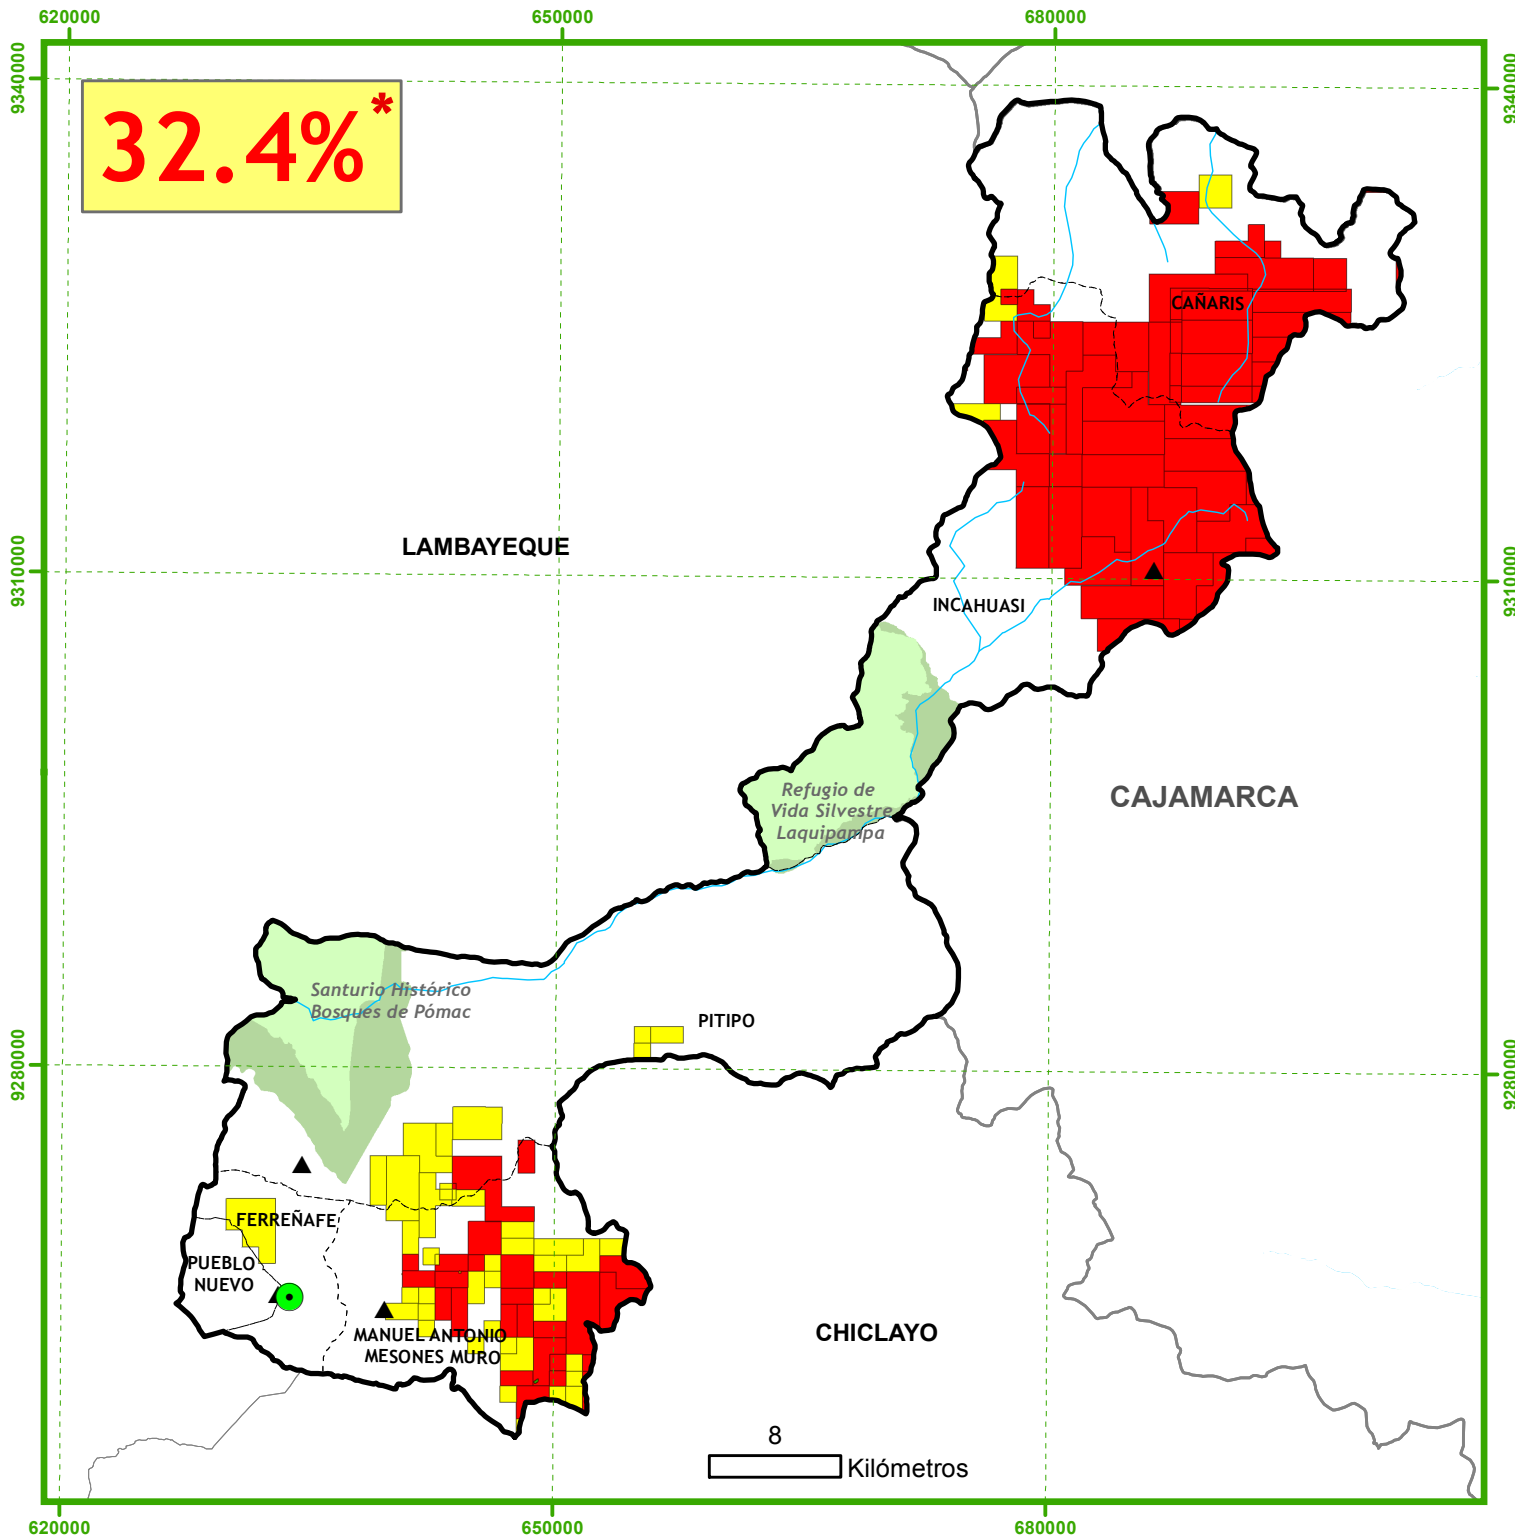 620000
650000
680000
9340000
9340000
32.4%*
CAÑARIS
LAMBAYEQUE
9310000
9310000
INCAHUASI
Refugio de
Vida Silvestre
Laquipampa
CAJAMARCA
Santurio Histórico
Bosques de Pómac
PITIPO
9280000
9280000
FERREÑAFE
PUEBLO
NUEVO
MANUEL ANTONIO
MESONES MURO
CHICLAYO
8
Kilómetros
620000
650000
680000